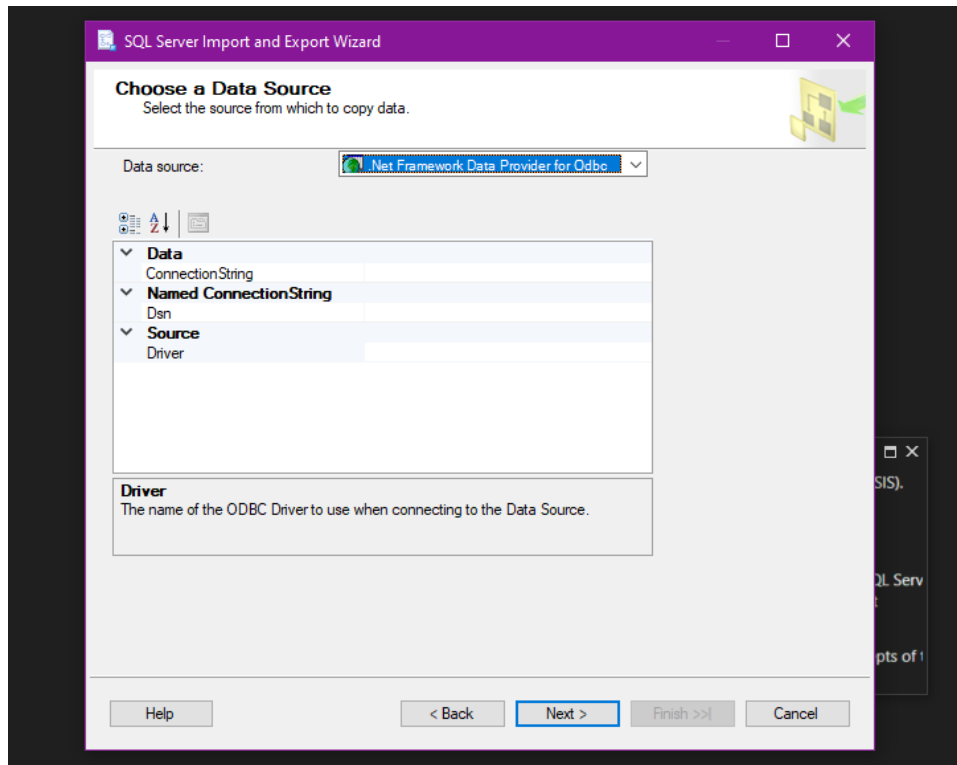 SQL Server Import and Export Wizard
Choose a Data Source
Select the source from which to copy data.
Data source:
.Net Framework Data Provider for Odbc
Data
ConnectionString
Named ConnectionString
Dsn
Source
Driver
Driver
The name of the ODBC Driver to use when connecting to the Data Source.
SIS).
QL Serv
pts of
Help
< Back
Next >
Finish >>|
Cancel